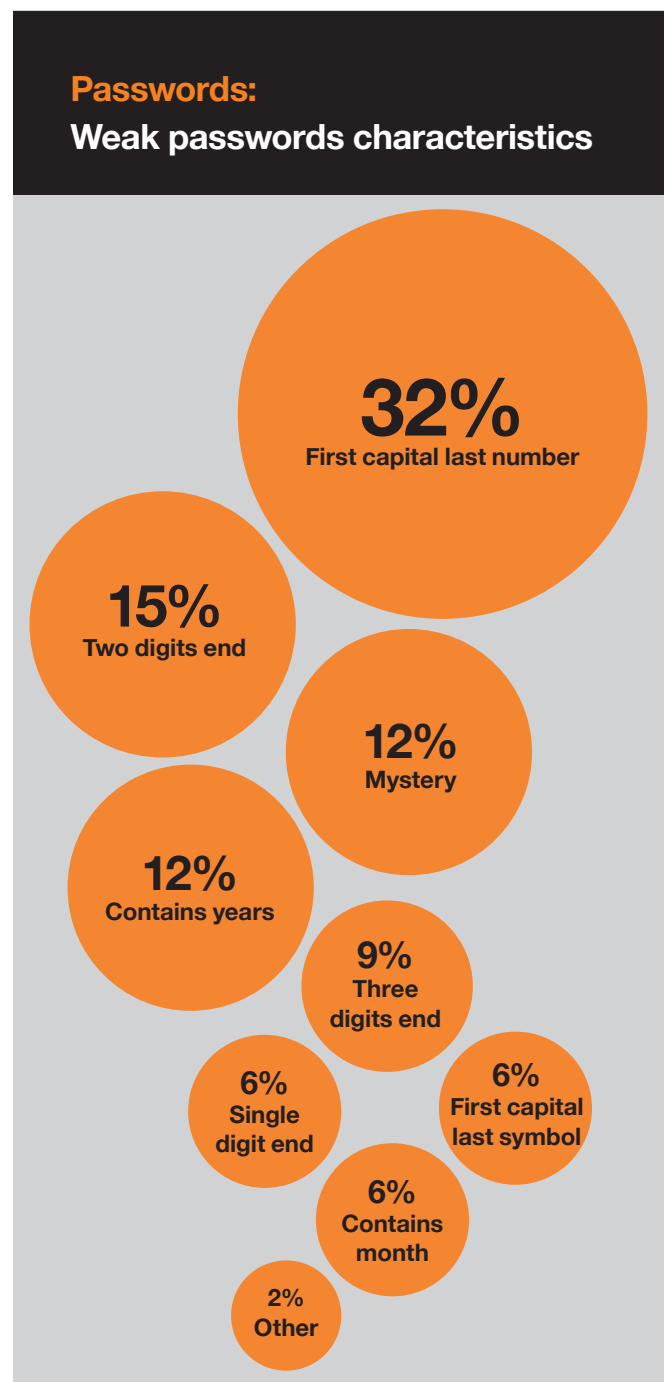 Passwords:
Weak passwords characteristics
32%
First capital last number
15%
Two digits end
12%
Mystery
12%
Contains years
9%
Three
digits end
6%
Single
digit end
6%
First capital
last symbol
6%
Contains
month
2%
Other